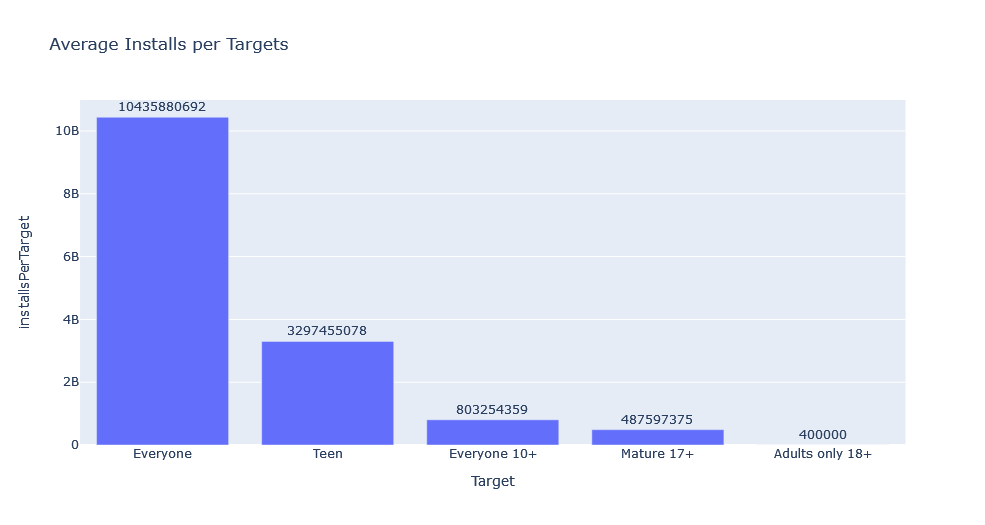 Average Installs per Targets
10435880692
10B
8B
6B
installsPerTarget
4B
3297455078
2B
803254359
487597375
400000
0
Everyone
Teen
Everyone 10+
Mature 17+
Adults only 18+
Target